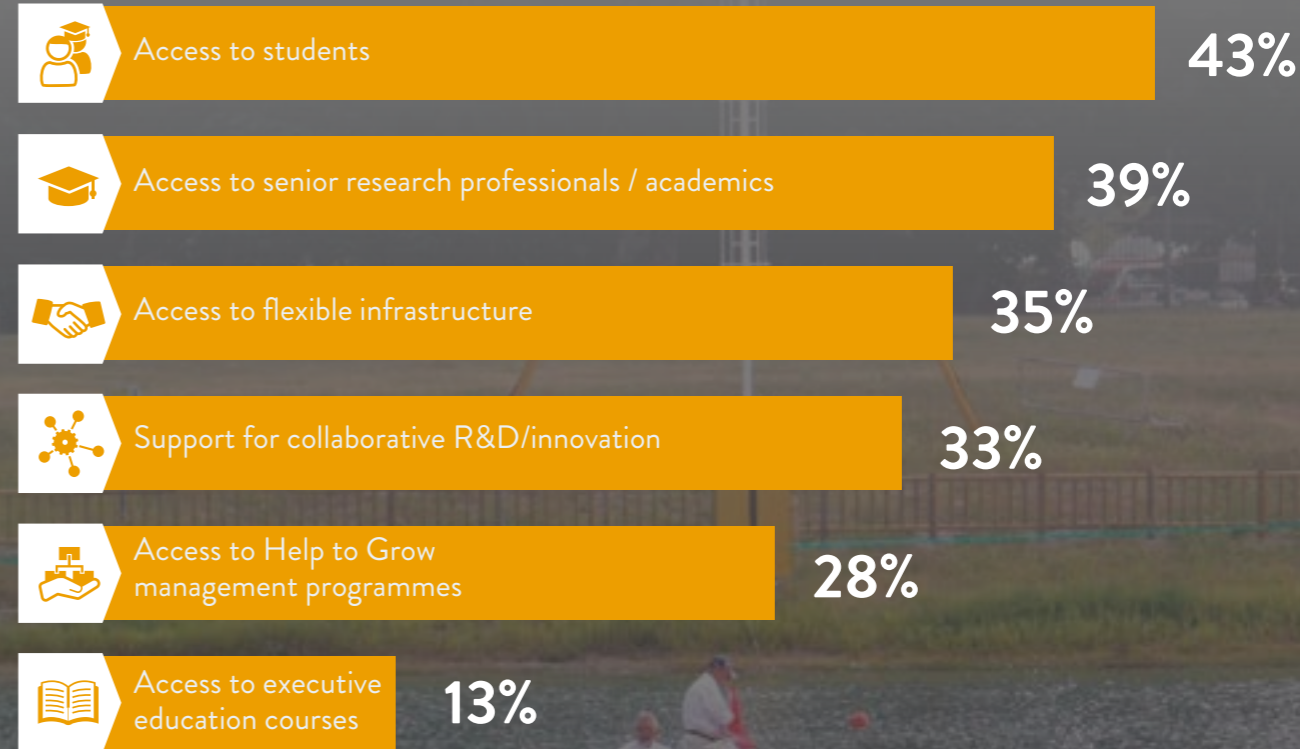 Access to students
43%
Access to senior research professionals / academics
39%
Access to flexible infrastructure
35%
Support for collaborative R&D/innovation
33%
Access to Help to Grow
management programmes
28%
Access to executive
education courses
13%